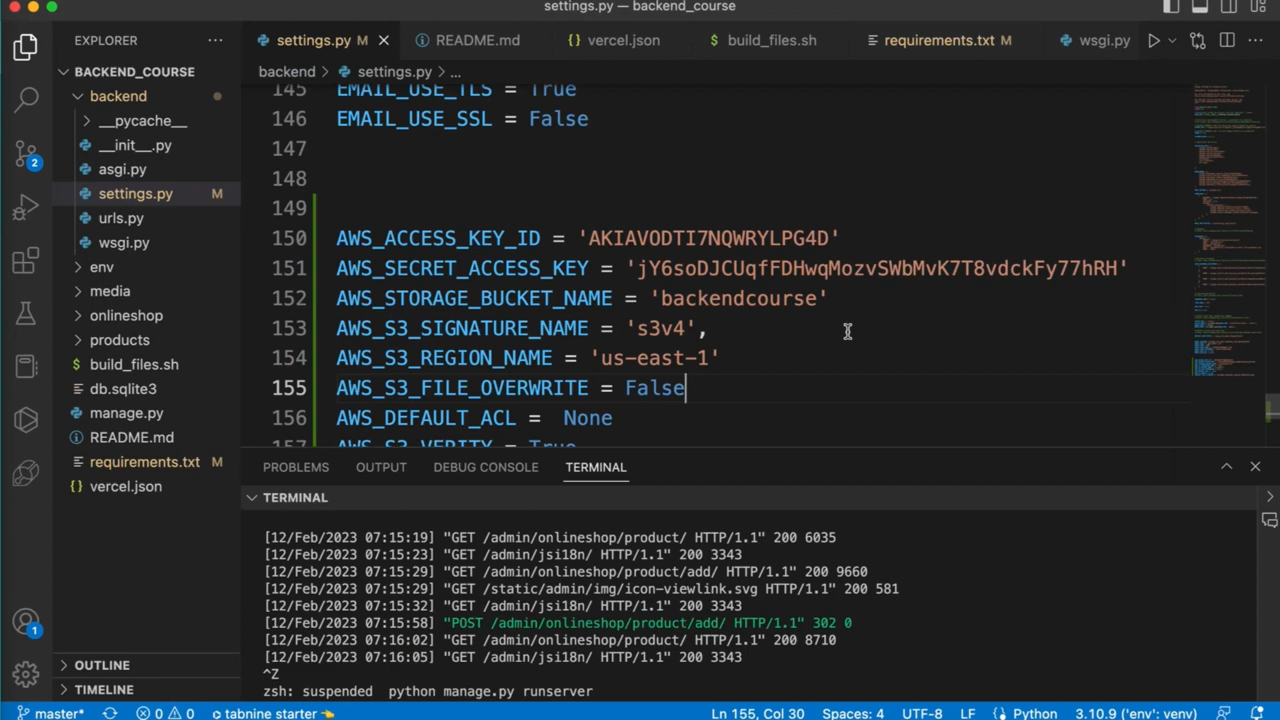 settings.py — backend_course
EXPLORER
settings.py M
README.md
{} vercel.json
$ build_files.sh
requirements.txt M
wsgi.py
BACKEND_COURSE
backend
__pycache__
__init__.py
asgi.py
settings.py M
urls.py
wsgi.py
env
media
onlineshop
products
$ build_files.sh
db.sqlite3
manage.py
README.md
requirements.txt M
{} vercel.json
OUTLINE
TIMELINE
2
1
backend > settings.py > ...
145 EMAIL_USE_TLS = True
146 EMAIL_USE_SSL = False
147
148
149
150 AWS_ACCESS_KEY_ID = 'AKIAVODTI7NQWRYLPG4D'
151 AWS_SECRET_ACCESS_KEY = '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'
152 AWS_STORAGE_BUCKET_NAME = 'backendcourse'
153 AWS_S3_SIGNATURE_NAME = 's3v4',
154 AWS_S3_REGION_NAME = 'us-east-1'
155 AWS_S3_FILE_OVERWRITE = False
156 AWS_DEFAULT_ACL =  None
157 AWS_S3_VERITY = True
PROBLEMS OUTPUT DEBUG CONSOLE TERMINAL
TERMINAL
[12/Feb/2023 07:15:19] "GET /admin/onlineshop/product/ HTTP/1.1" 200 6035
[12/Feb/2023 07:15:23] "GET /admin/jsi18n/ HTTP/1.1" 200 3343
[12/Feb/2023 07:15:29] "GET /admin/onlineshop/product/add/ HTTP/1.1" 200 9660
[12/Feb/2023 07:15:29] "GET /static/admin/img/icon-viewlink.svg HTTP/1.1" 200 581
[12/Feb/2023 07:15:32] "GET /admin/jsi18n/ HTTP/1.1" 200 3343
[12/Feb/2023 07:15:58] "POST /admin/onlineshop/product/add/ HTTP/1.1" 302 0
[12/Feb/2023 07:16:02] "GET /admin/onlineshop/product/ HTTP/1.1" 200 8710
[12/Feb/2023 07:16:05] "GET /admin/jsi18n/ HTTP/1.1" 200 3343
^Z
zsh: suspended  python manage.py runserver
master* 0 0 tabnine starter Ln 155, Col 30 Spaces: 4 UTF-8 LF {} Python 3.10.9 ('env': venv)